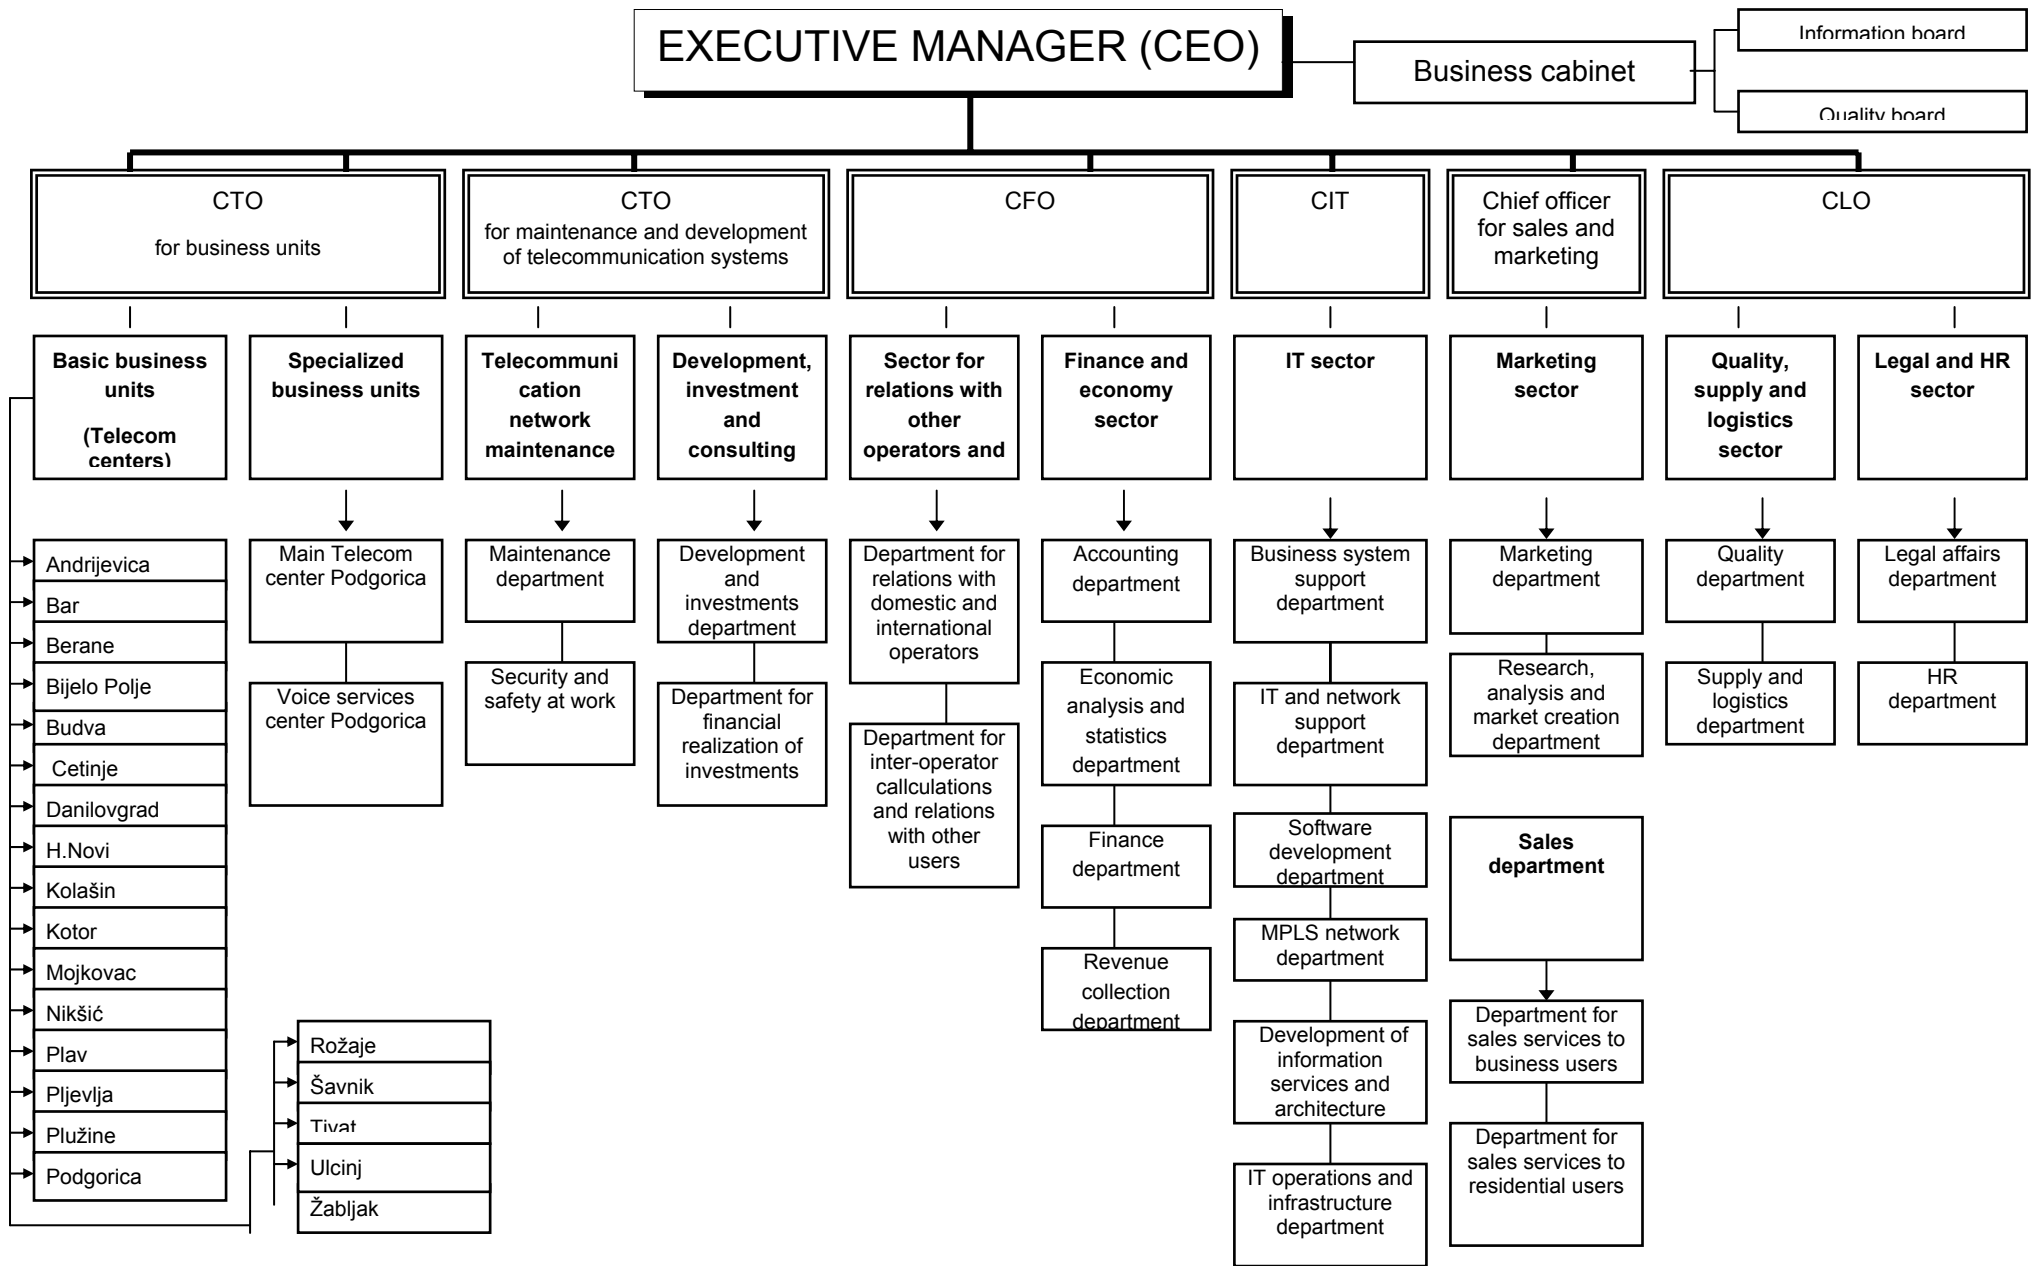 EXECUTIVE MANAGER (CEO)
Business cabinet
Information board
Quality board
CTO
for business units
CTO
for maintenance and development
of telecommunication systems
CFO
CIT
Chief officer
for sales and
marketing
CLO
Basic business
units
(Telecom
centers)
Specialized
business units
Telecommuni
cation
network
maintenance
Development,
investment
and
consulting
Sector for
relations with
other
operators and
Finance and
economy
sector
IT sector
Marketing
sector
Quality,
supply and
logistics
sector
Legal and HR
sector
Andrijevica
Bar
Berane
Bijelo Polje
Budva
Cetinje
Danilovgrad
H.Novi
Kolašin
Kotor
Mojkovac
Nikšić
Plav
Pljevlja
Plužine
Podgorica
Rožaje
Šavnik
Tivat
Ulcinj
Žabljak
Main Telecom
center Podgorica
Voice services
center Podgorica
Maintenance
department
Security and
safety at work
Development
and
investments
department
Department for
financial
realization of
investments
Department for
relations with
domestic and
international
operators
Department for
inter-operator
callculations
and relations
with other
users
Accounting
department
Economic
analysis and
statistics
department
Finance
department
Revenue
collection
department
Business system
support
department
IT and network
support
department
Software
development
department
MPLS network
department
Development of
information
services and
architecture
IT operations and
infrastructure
department
Marketing
department
Research,
analysis and
market creation
department
Sales
department
Department for
sales services to
business users
Department for
sales services to
residential users
Quality
department
Supply and
logistics
department
Legal affairs
department
HR
department